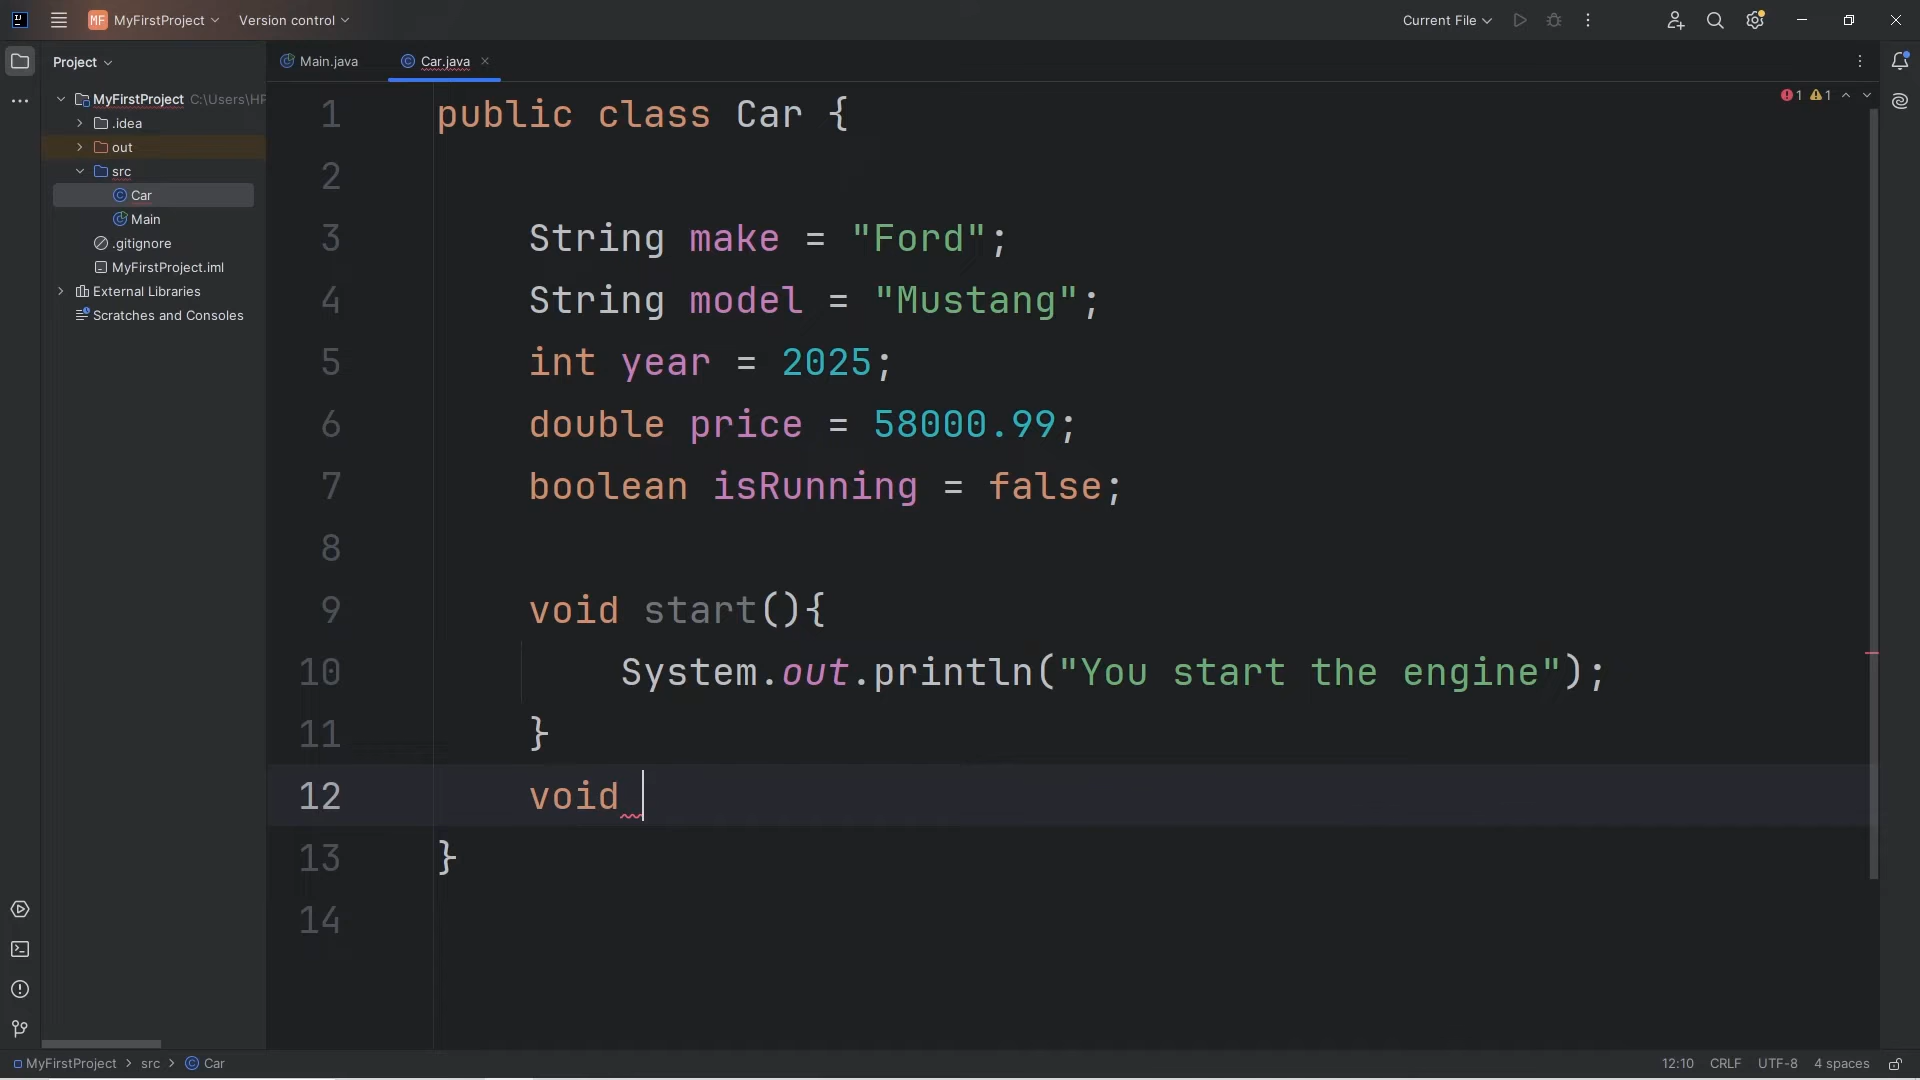 MF MyFirstProject Version control Current File
Project Main.java Car.java
MyFirstProject C:\Users\HP
.idea
out
src
Car
Main
.gitignore
MyFirstProject.iml
External Libraries
Scratches and Consoles
1 1
1 public class Car {
2
3 String make = "Ford";
4 String model = "Mustang";
5 int year = 2025;
6 double price = 58000.99;
7 boolean isRunning = false;
8
9 void start(){
10 System.out.println("You start the engine");
11 }
12 void
13 }
14
MyFirstProject > src > Car 12:10 CRLF UTF-8 4 spaces